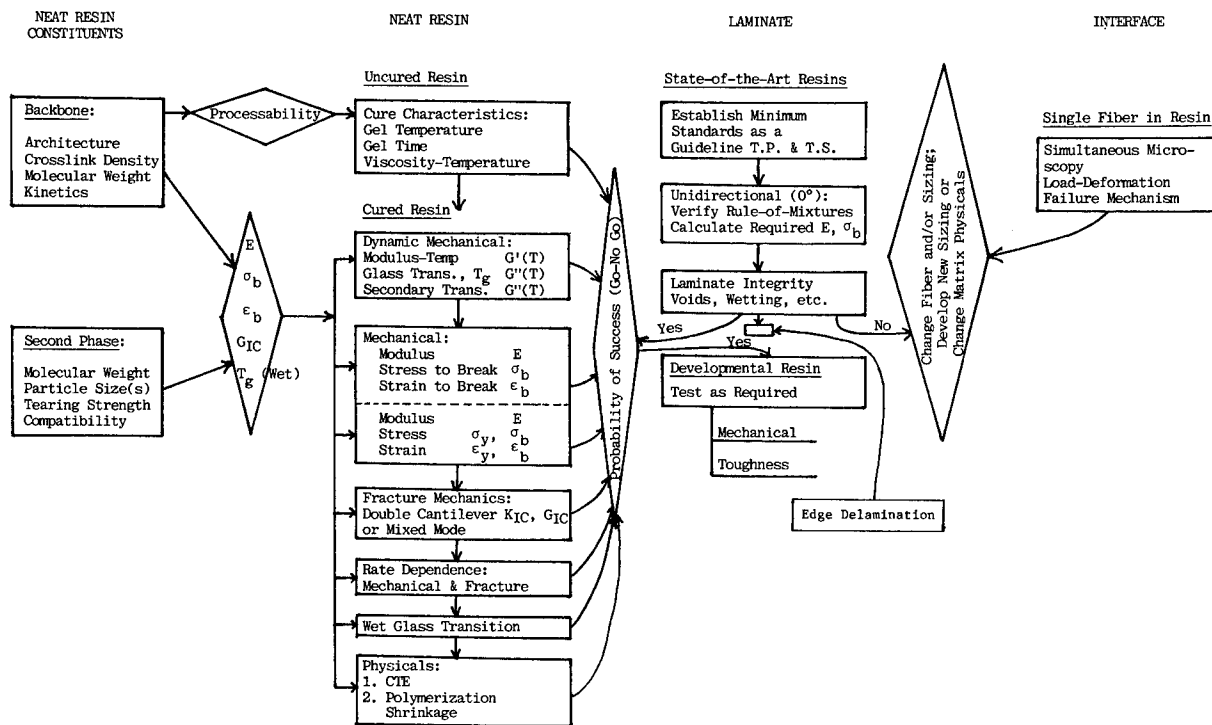 NEAT RESIN
CONSTITUENTS
NEAT RESIN
LAMINATE
INTERFACE
Backbone:
Architecture
Crosslink Density
Molecular Weight
Kinetics
Second Phase:
Molecular Weight
Particle Size(s)
Tearing Strength
Compatibility
Processability
E
σb
εb
GIC
Tg (Wet)
Uncured Resin
Cure Characteristics:
Gel Temperature
Gel Time
Viscosity-Temperature
Cured Resin
Dynamic Mechanical:
Modulus-Temp G'(T)
Glass Trans., Tg G"(T)
Secondary Trans. G"(T)
Mechanical:
Modulus E
Stress to Break σb
Strain to Break εb
Modulus E
Stress σy, σb
Strain εy, εb
Fracture Mechanics:
Double Cantilever KIC, GIC
or Mixed Mode
Rate Dependence:
Mechanical & Fracture
Wet Glass Transition
Physicals:
1. CTE
2. Polymerization
Shrinkage
Probability of Success (Go-No Go)
State-of-the-Art Resins
Establish Minimum
Standards as a
Guideline T.P. & T.S.
Unidirectional (0°):
Verify Rule-of-Mixtures
Calculate Required E, σb
Laminate Integrity
Voids, Wetting, etc.
Yes
No
Yes
Developmental Resin
Test as Required
Mechanical
Toughness
Edge Delamination
Change Fiber and/or Sizing;
Develop New Sizing or
Change Matrix Physicals
Single Fiber in Resin
Simultaneous Micro-
scopy
Load-Deformation
Failure Mechanism